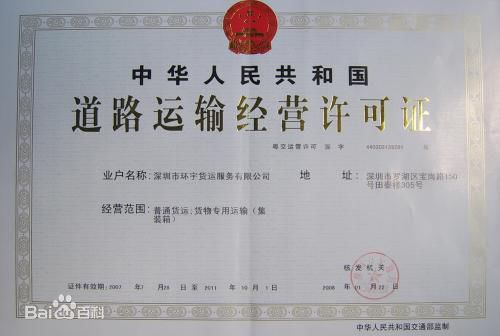 中华人民共和国
道路运输经营许可证
粤交运营许可 深 字 440300138289 号
业户名称：深圳市环宇货运服务有限公司
地 址：深圳市罗湖区宝岗路150
号田泰楼305号
经营范围：普通货运；货物专用运输（集
装箱）
核发机关
证件有效期：2007 年7 月25 日 至 2011 年 10 月 1 日
2008 年 01 月 22 日
Bai百科
中华人民共和国交通部监制